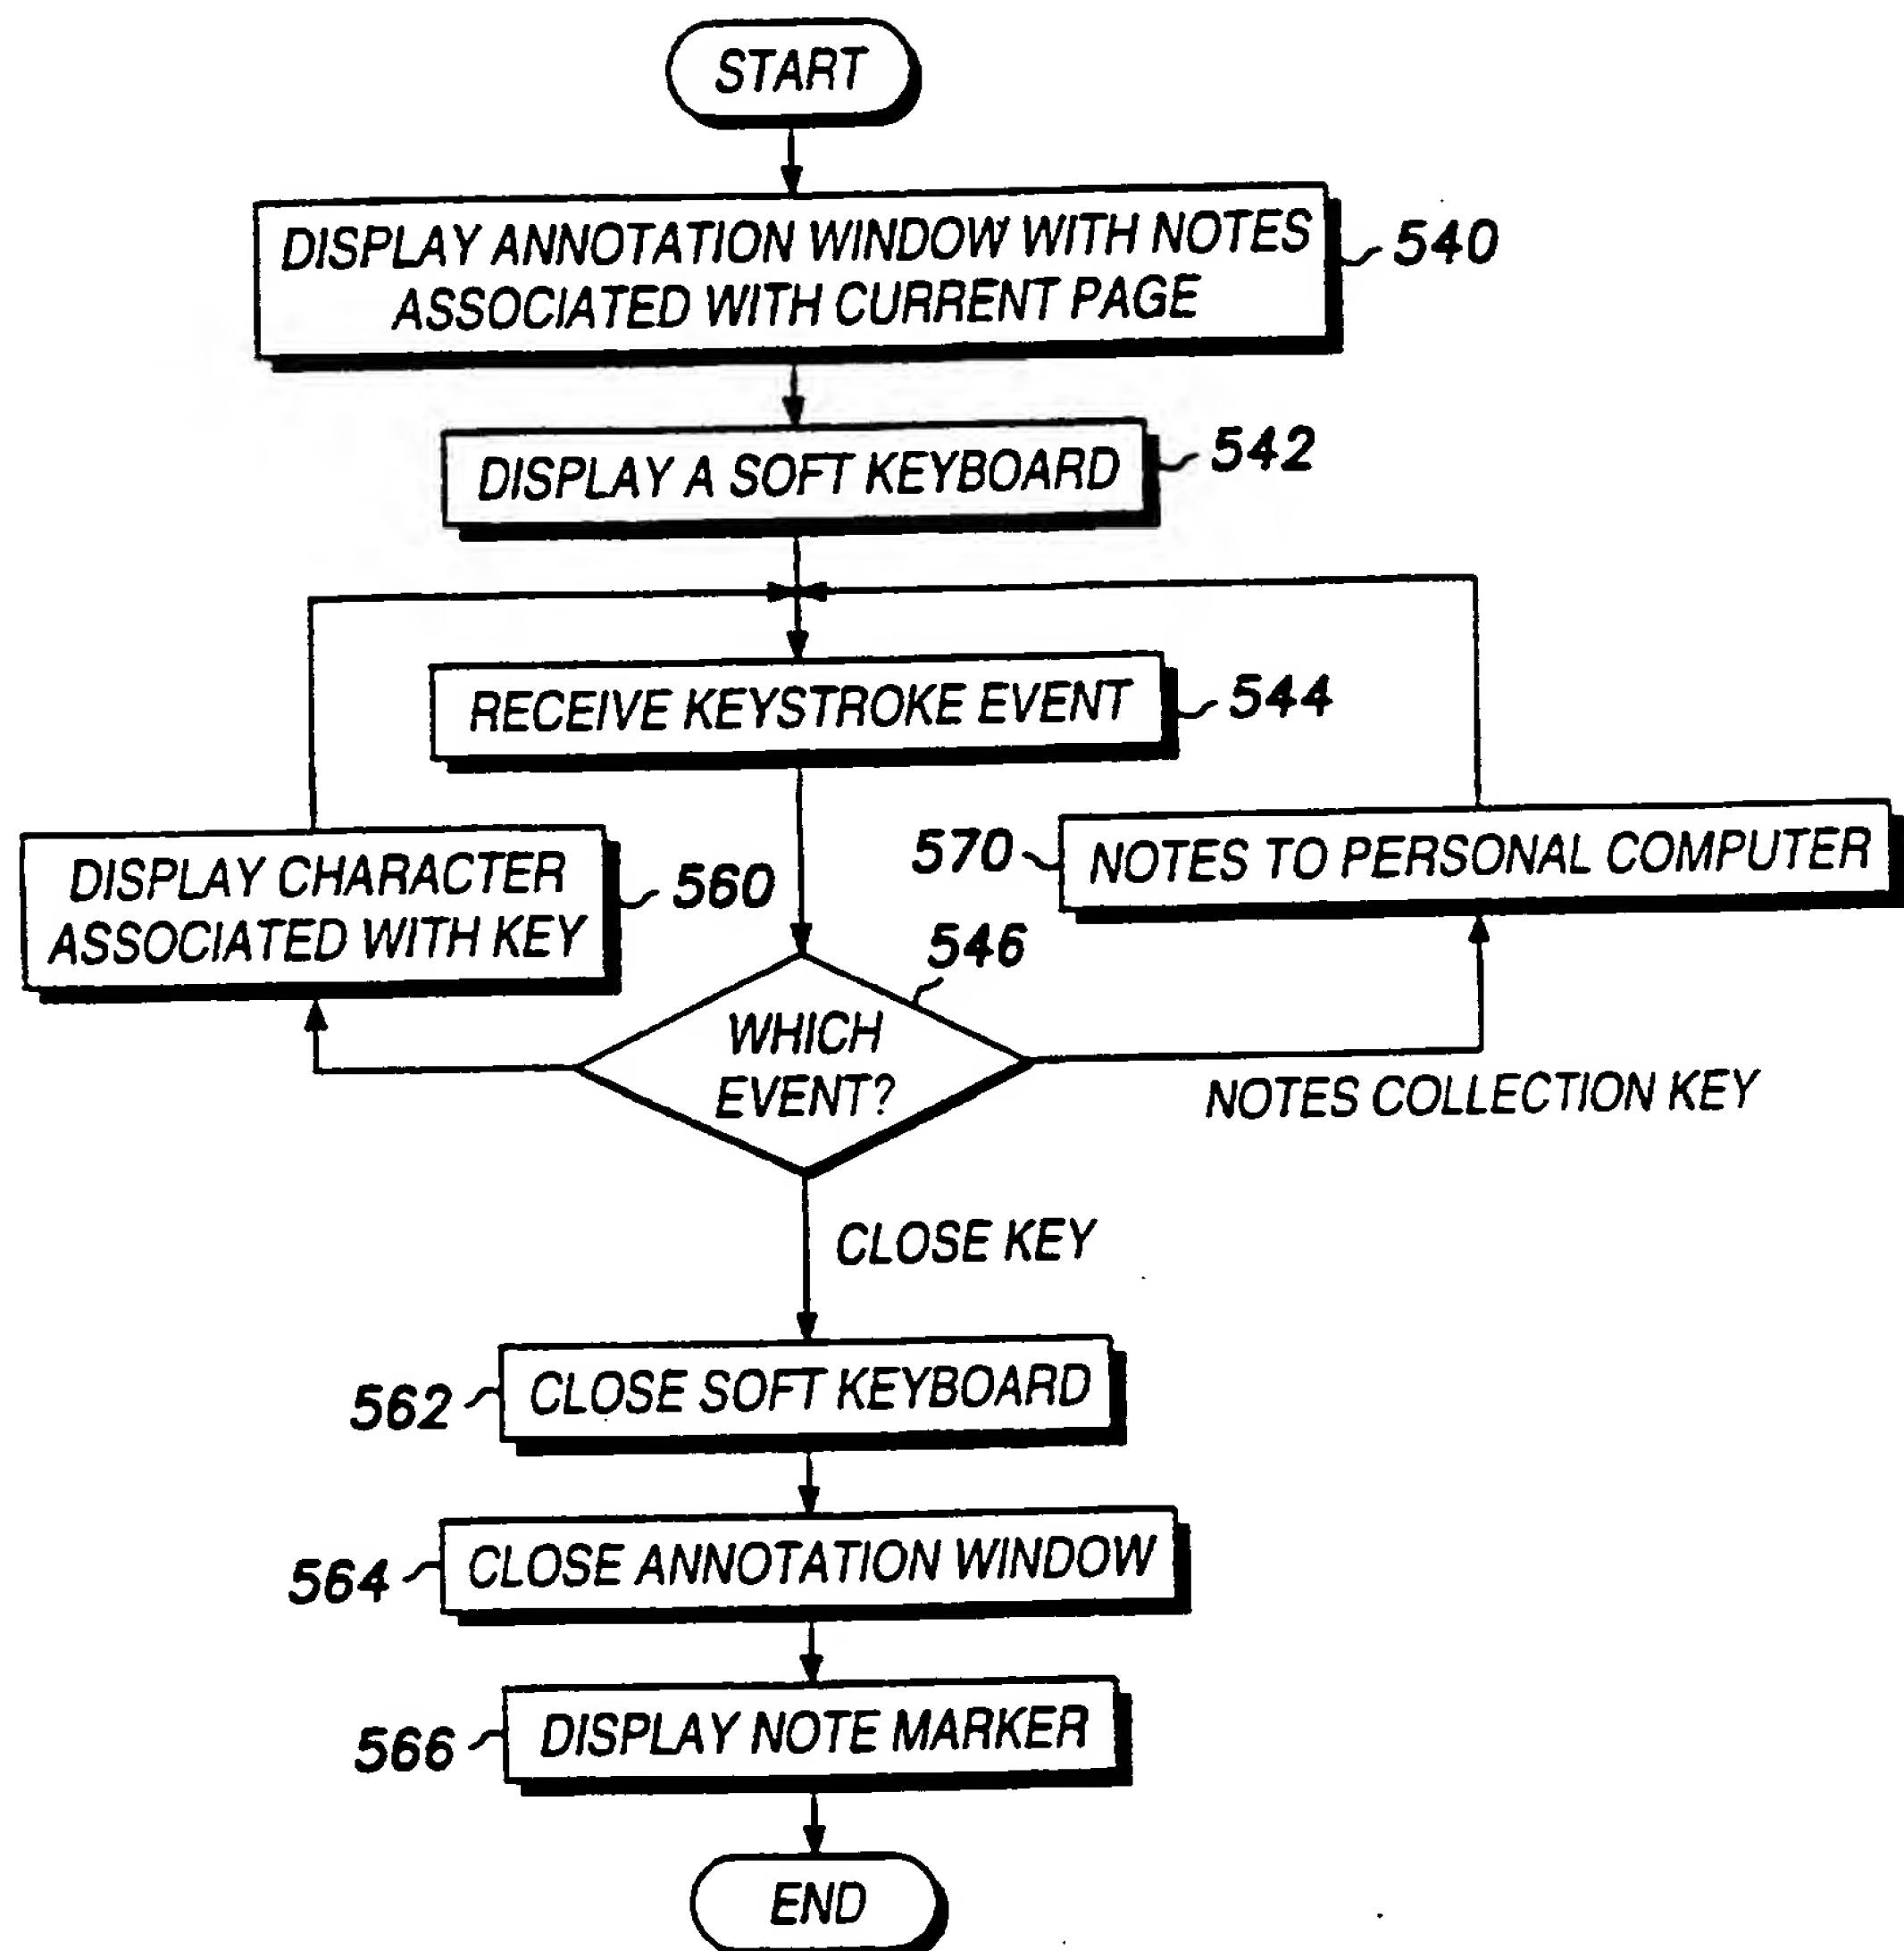 START
DISPLAY ANNOTATION WINDOW WITH NOTES
ASSOCIATED WITH CURRENT PAGE
540
DISPLAY A SOFT KEYBOARD
542
RECEIVE KEYSTROKE EVENT
544
DISPLAY CHARACTER
ASSOCIATED WITH KEY
560
570
NOTES TO PERSONAL COMPUTER
546
WHICH
EVENT?
NOTES COLLECTION KEY
CLOSE KEY
562
CLOSE SOFT KEYBOARD
564
CLOSE ANNOTATION WINDOW
566
DISPLAY NOTE MARKER
END